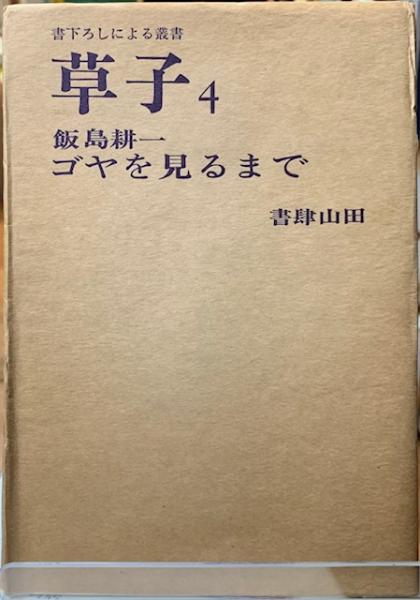 書下ろしによる叢書
草子4
飯島耕一
ゴヤを見るまで
書肆山田